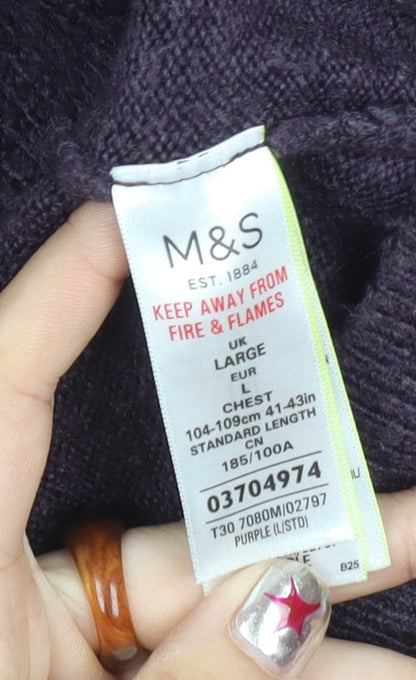 M&S
EST. 1884
KEEP AWAY FROM
FIRE & FLAMES
UK
LARGE
EUR
L
CHEST
104-109cm 41-43in
STANDARD LENGTH
CN
185/100A
03704974
T30 7080M/02797
PURPLE (L/STD)
B25